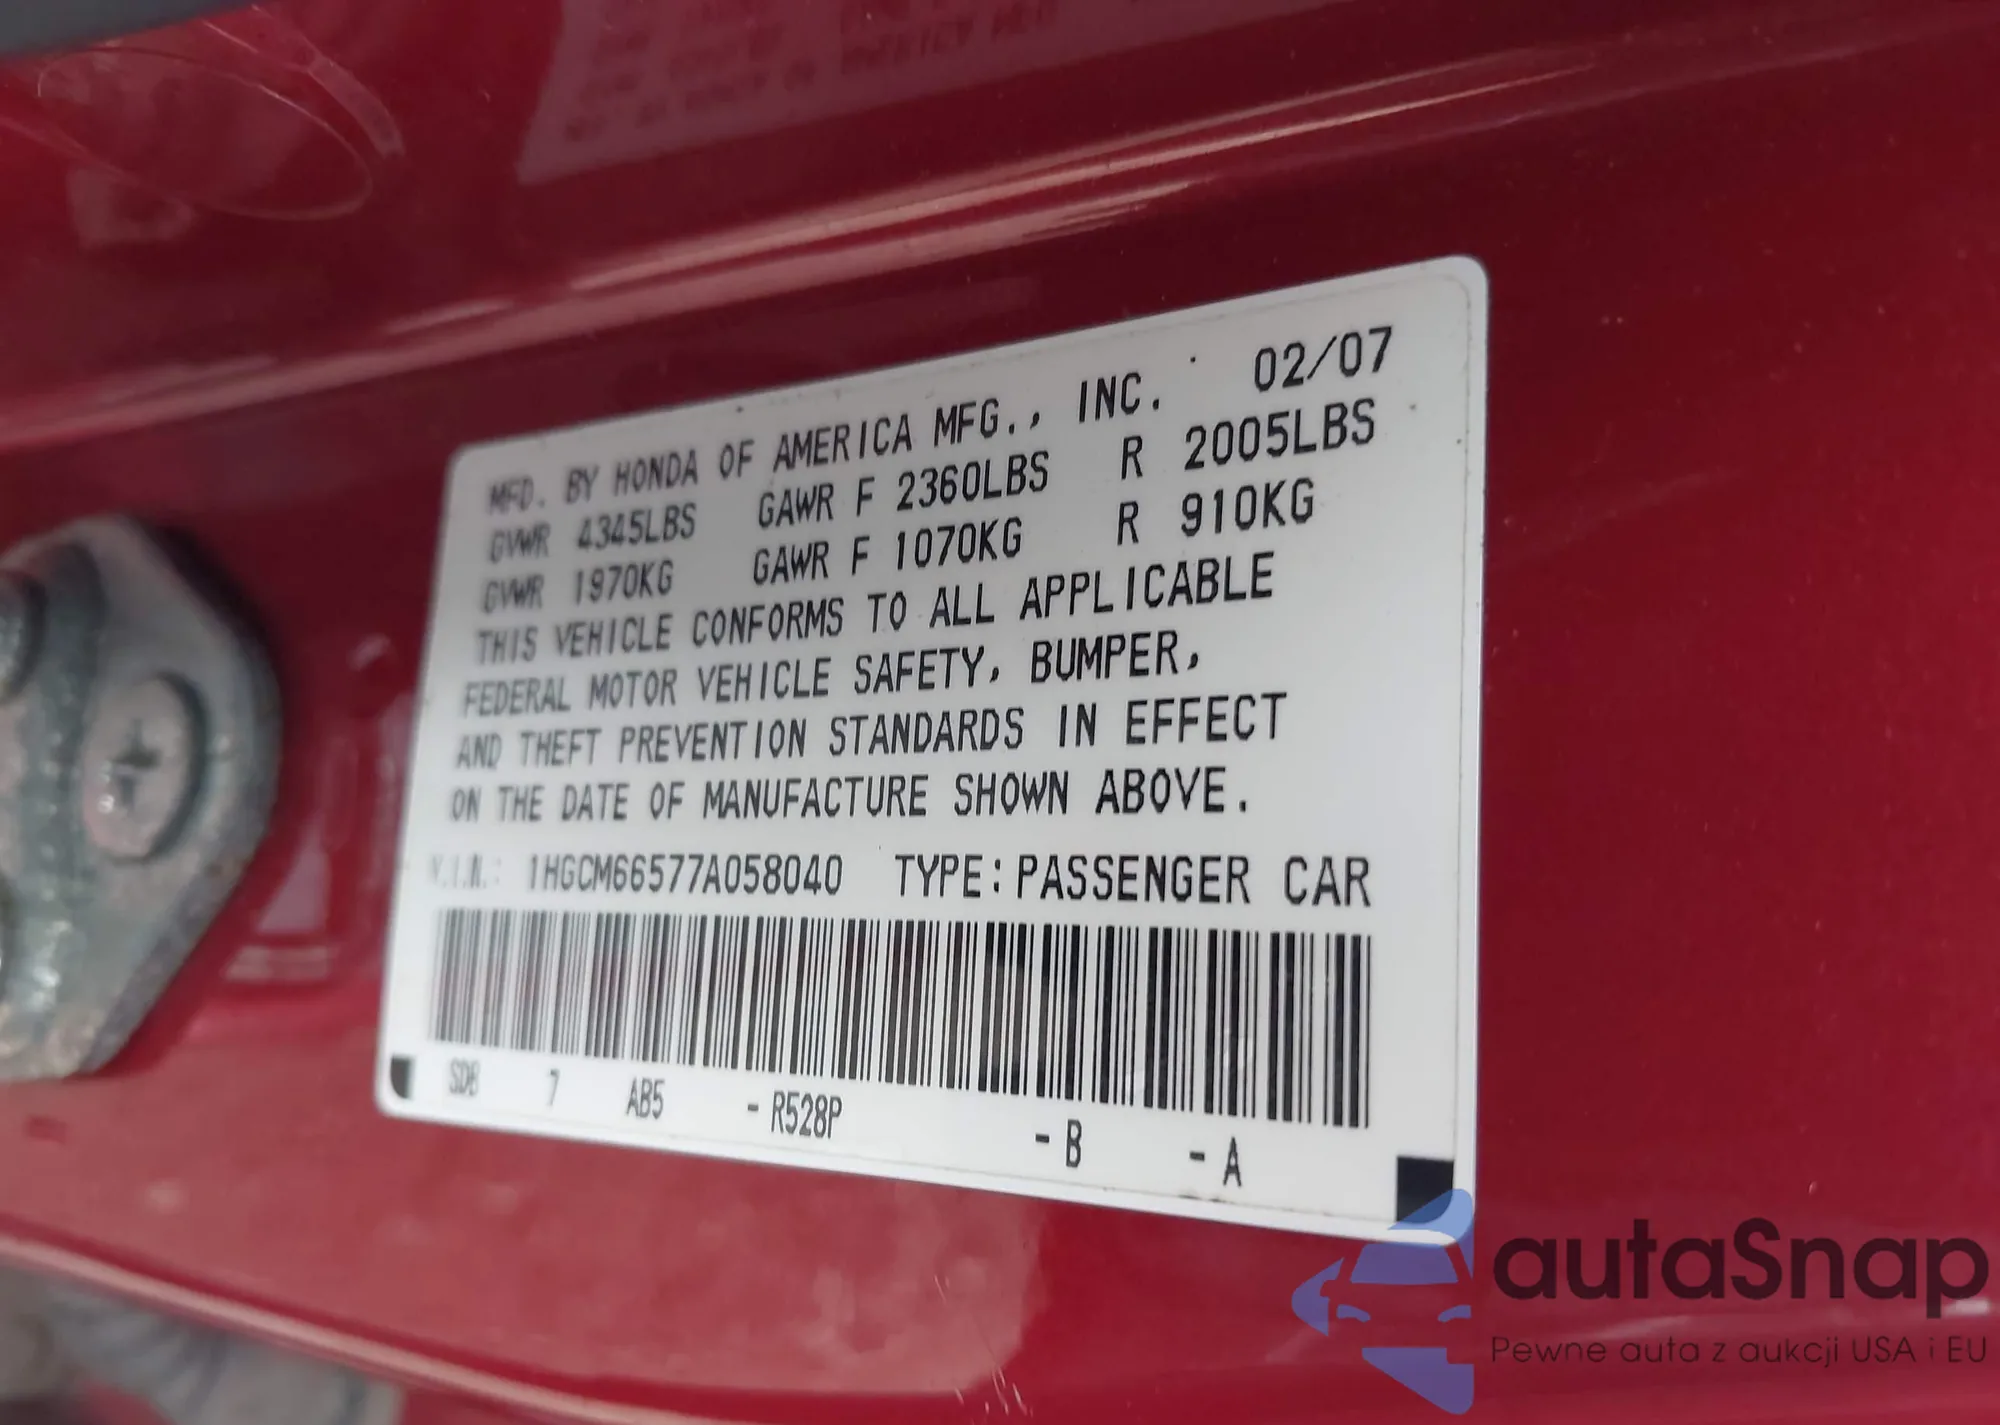 MFD. BY HONDA OF AMERICA MFG., INC. 02/07
GVWR 4345LBS GAWR F 2360LBS R 2005LBS
GVWR 1970KG GAWR F 1070KG R 910KG
THIS VEHICLE CONFORMS TO ALL APPLICABLE
FEDERAL MOTOR VEHICLE SAFETY, BUMPER,
AND THEFT PREVENTION STANDARDS IN EFFECT
ON THE DATE OF MANUFACTURE SHOWN ABOVE.
V.I.N.: 1HGCM66577A058040 TYPE: PASSENGER CAR
SDB 7 AB5 -R528P -B -A
autaSnap
Pewne auta z aukcji USA i EU